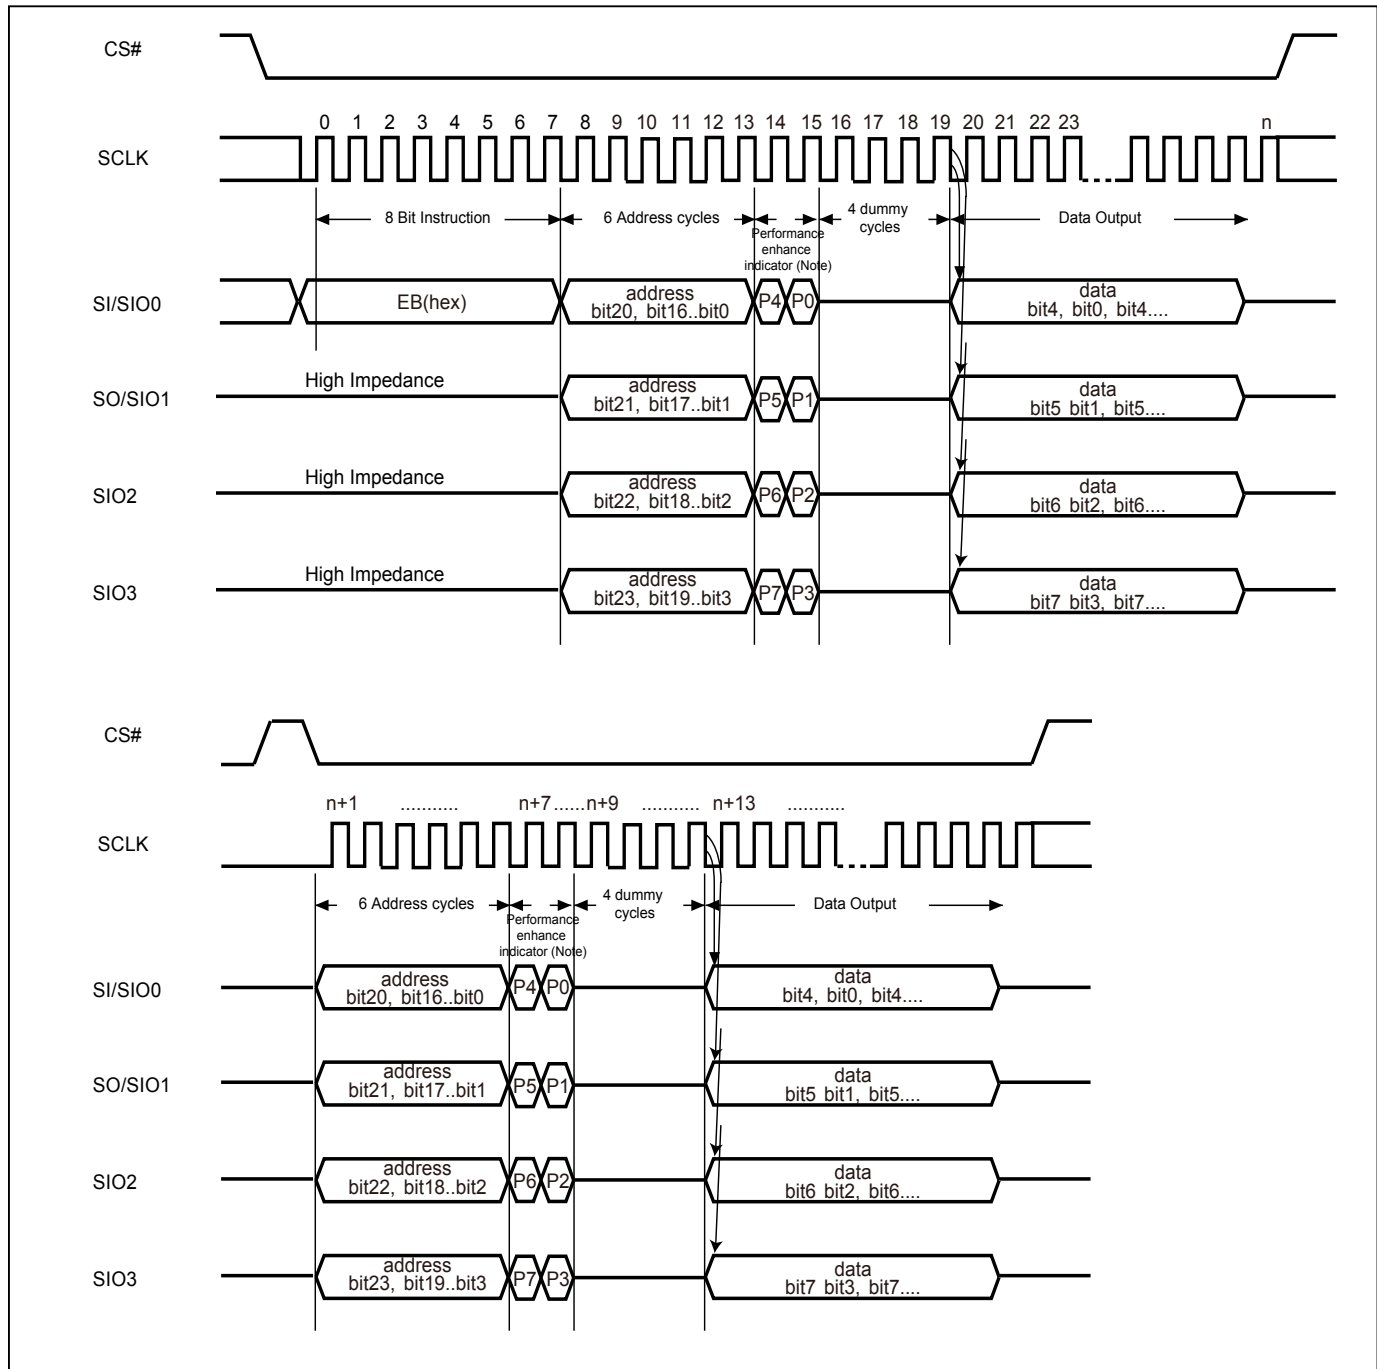 CS#
0 1 2 3 4 5 6 7 8 9 10 11 12 13 14 15 16 17 18 19 20 21 22 23 n
SCLK
8 Bit Instruction
6 Address cycles
Performance
enhance
indicator (Note)
4 dummy
cycles
Data Output
SI/SIO0
EB(hex)
address
bit20, bit16..bit0
P4 P0
data
bit4, bit0, bit4....
SO/SIO1
High Impedance
address
bit21, bit17..bit1
P5 P1
data
bit5 bit1, bit5....
SIO2
High Impedance
address
bit22, bit18..bit2
P6 P2
data
bit6 bit2, bit6....
SIO3
High Impedance
address
bit23, bit19..bit3
P7 P3
data
bit7 bit3, bit7....
CS#
n+1 ........... n+7 ......n+9 ........... n+13 ...........
SCLK
6 Address cycles
Performance
enhance
indicator (Note)
4 dummy
cycles
Data Output
SI/SIO0
address
bit20, bit16..bit0
P4 P0
data
bit4, bit0, bit4....
SO/SIO1
address
bit21, bit17..bit1
P5 P1
data
bit5 bit1, bit5....
SIO2
address
bit22, bit18..bit2
P6 P2
data
bit6 bit2, bit6....
SIO3
address
bit23, bit19..bit3
P7 P3
data
bit7 bit3, bit7....